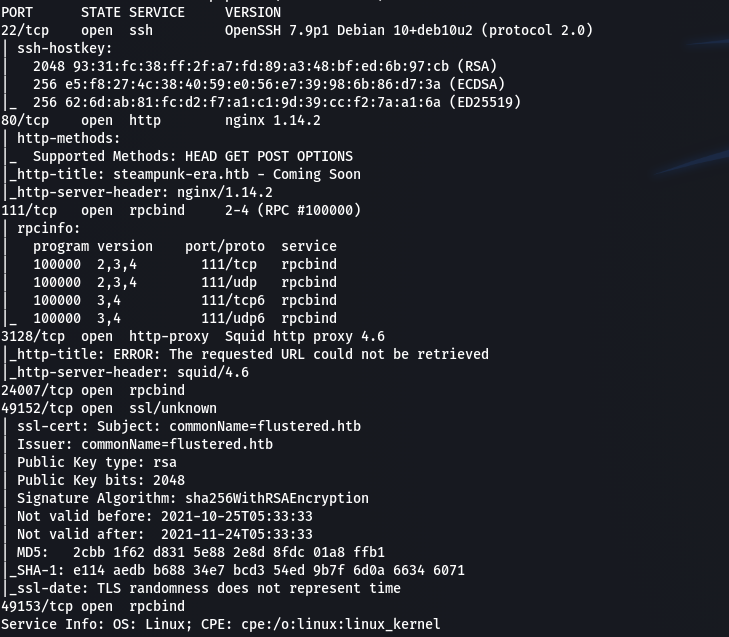 PORT STATE SERVICE VERSION
22/tcp open ssh OpenSSH 7.9p1 Debian 10+deb10u2 (protocol 2.0)
| ssh-hostkey:
| 2048 93:31:fc:38:ff:2f:a7:fd:89:a3:48:bf:ed:6b:97:cb (RSA)
| 256 e5:f8:27:4c:38:40:59:e0:56:e7:39:98:6b:86:d7:3a (ECDSA)
|_ 256 62:6d:ab:81:fc:d2:f7:a1:c1:9d:39:cc:f2:7a:a1:6a (ED25519)
80/tcp open http nginx 1.14.2
| http-methods:
|_ Supported Methods: HEAD GET POST OPTIONS
|_http-title: steampunk-era.htb - Coming Soon
|_http-server-header: nginx/1.14.2
111/tcp open rpcbind 2-4 (RPC #100000)
| rpcinfo:
| program version port/proto service
| 100000 2,3,4 111/tcp rpcbind
| 100000 2,3,4 111/udp rpcbind
| 100000 3,4 111/tcp6 rpcbind
|_ 100000 3,4 111/udp6 rpcbind
3128/tcp open http-proxy Squid http proxy 4.6
|_http-title: ERROR: The requested URL could not be retrieved
|_http-server-header: squid/4.6
24007/tcp open rpcbind
49152/tcp open ssl/unknown
| ssl-cert: Subject: commonName=flustered.htb
| Issuer: commonName=flustered.htb
| Public Key type: rsa
| Public Key bits: 2048
| Signature Algorithm: sha256WithRSAEncryption
| Not valid before: 2021-10-25T05:33:33
| Not valid after: 2021-11-24T05:33:33
| MD5: 2cbb 1f62 d831 5e88 2e8d 8fdc 01a8 ffb1
|_SHA-1: e114 aedb b688 34e7 bcd3 54ed 9b7f 6d0a 6634 6071
|_ssl-date: TLS randomness does not represent time
49153/tcp open rpcbind
Service Info: OS: Linux; CPE: cpe:/o:linux:linux_kernel